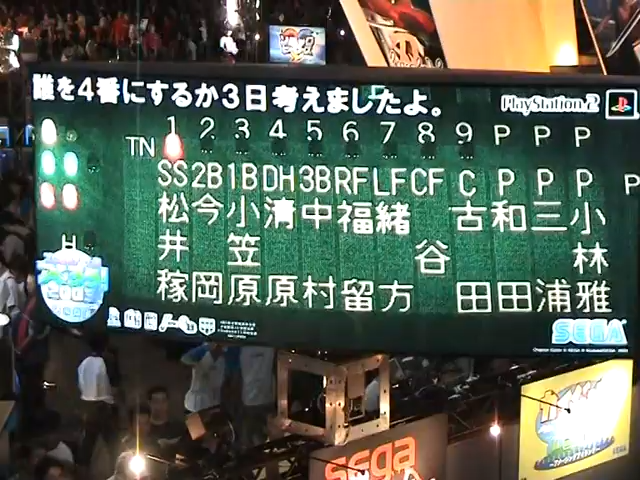 誰を4番にするか3日考えましたよ。
PlayStation.2
TN 1 2 3 4 5 6 7 8 9 P P P
SS 2B 1B DH 3B RF LF CF C P P P P
松 今 小 清 中 福 緒 古 和 三 小
井 笠 谷 林
稼 岡 原 原 村 留 方 田 田 浦 雅
H
SEGA
SEGA
SEGA